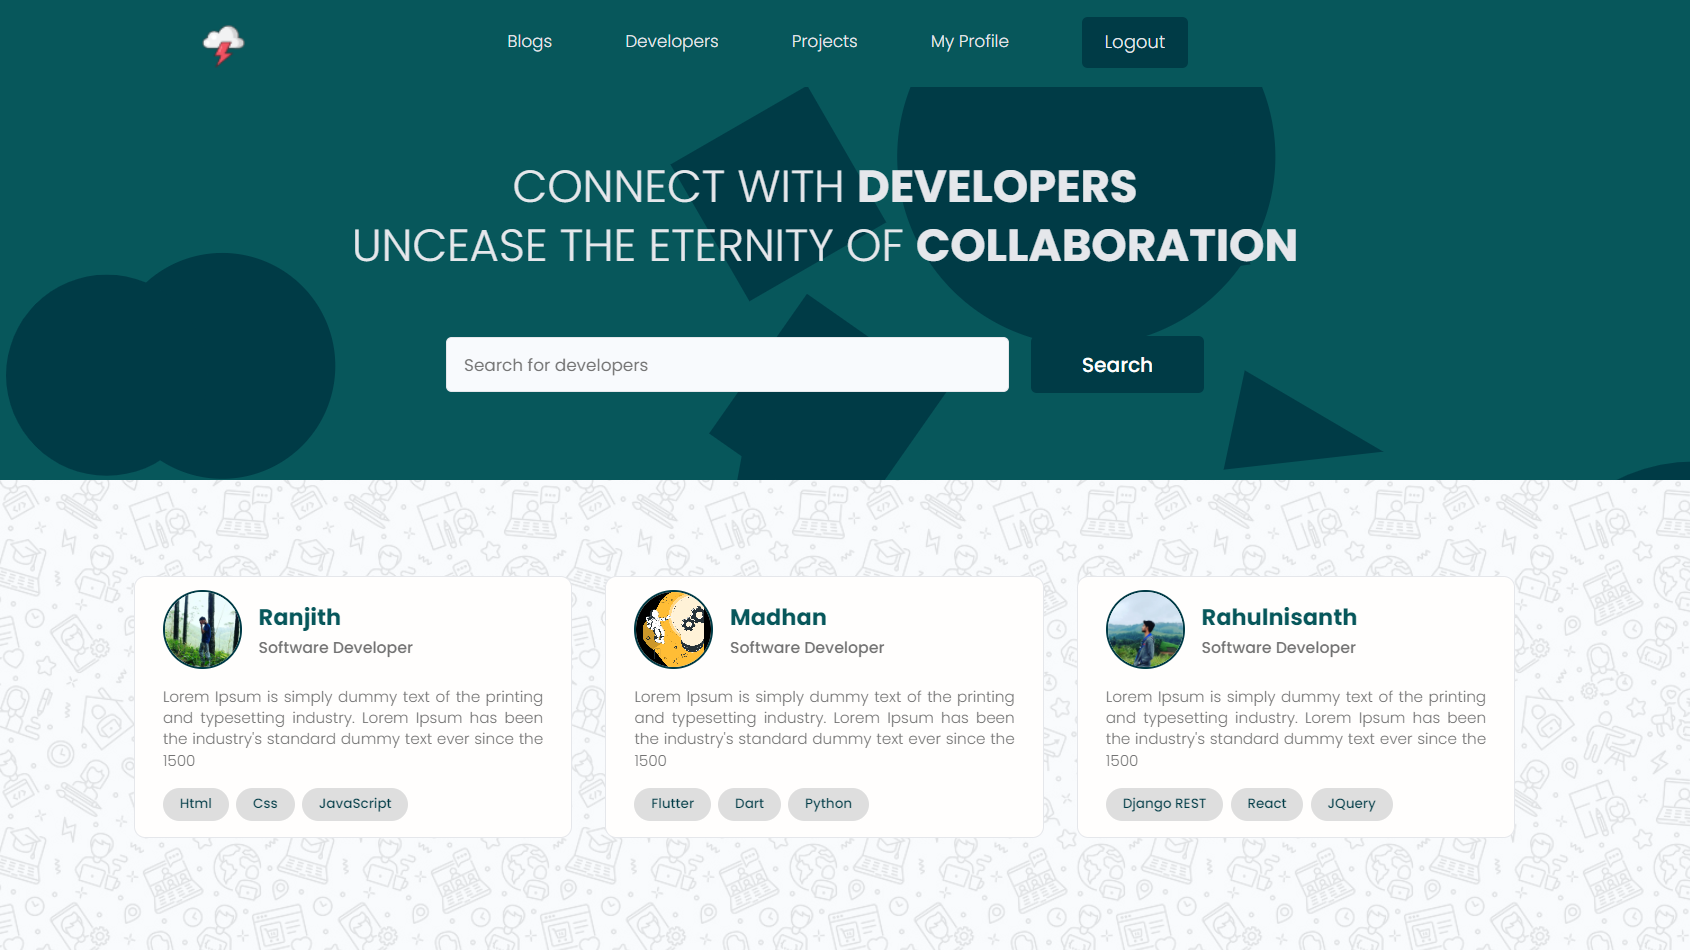 Blogs Developers Projects My Profile Logout
CONNECT WITH DEVELOPERS
UNCEASE THE ETERNITY OF COLLABORATION
Search for developers Search
Ranjith
Software Developer
Lorem Ipsum is simply dummy text of the printing
and typesetting industry. Lorem Ipsum has been
the industry's standard dummy text ever since the
1500
Html Css JavaScript
Madhan
Software Developer
Lorem Ipsum is simply dummy text of the printing
and typesetting industry. Lorem Ipsum has been
the industry's standard dummy text ever since the
1500
Flutter Dart Python
Rahulnisanth
Software Developer
Lorem Ipsum is simply dummy text of the printing
and typesetting industry. Lorem Ipsum has been
the industry's standard dummy text ever since the
1500
Django REST React JQuery